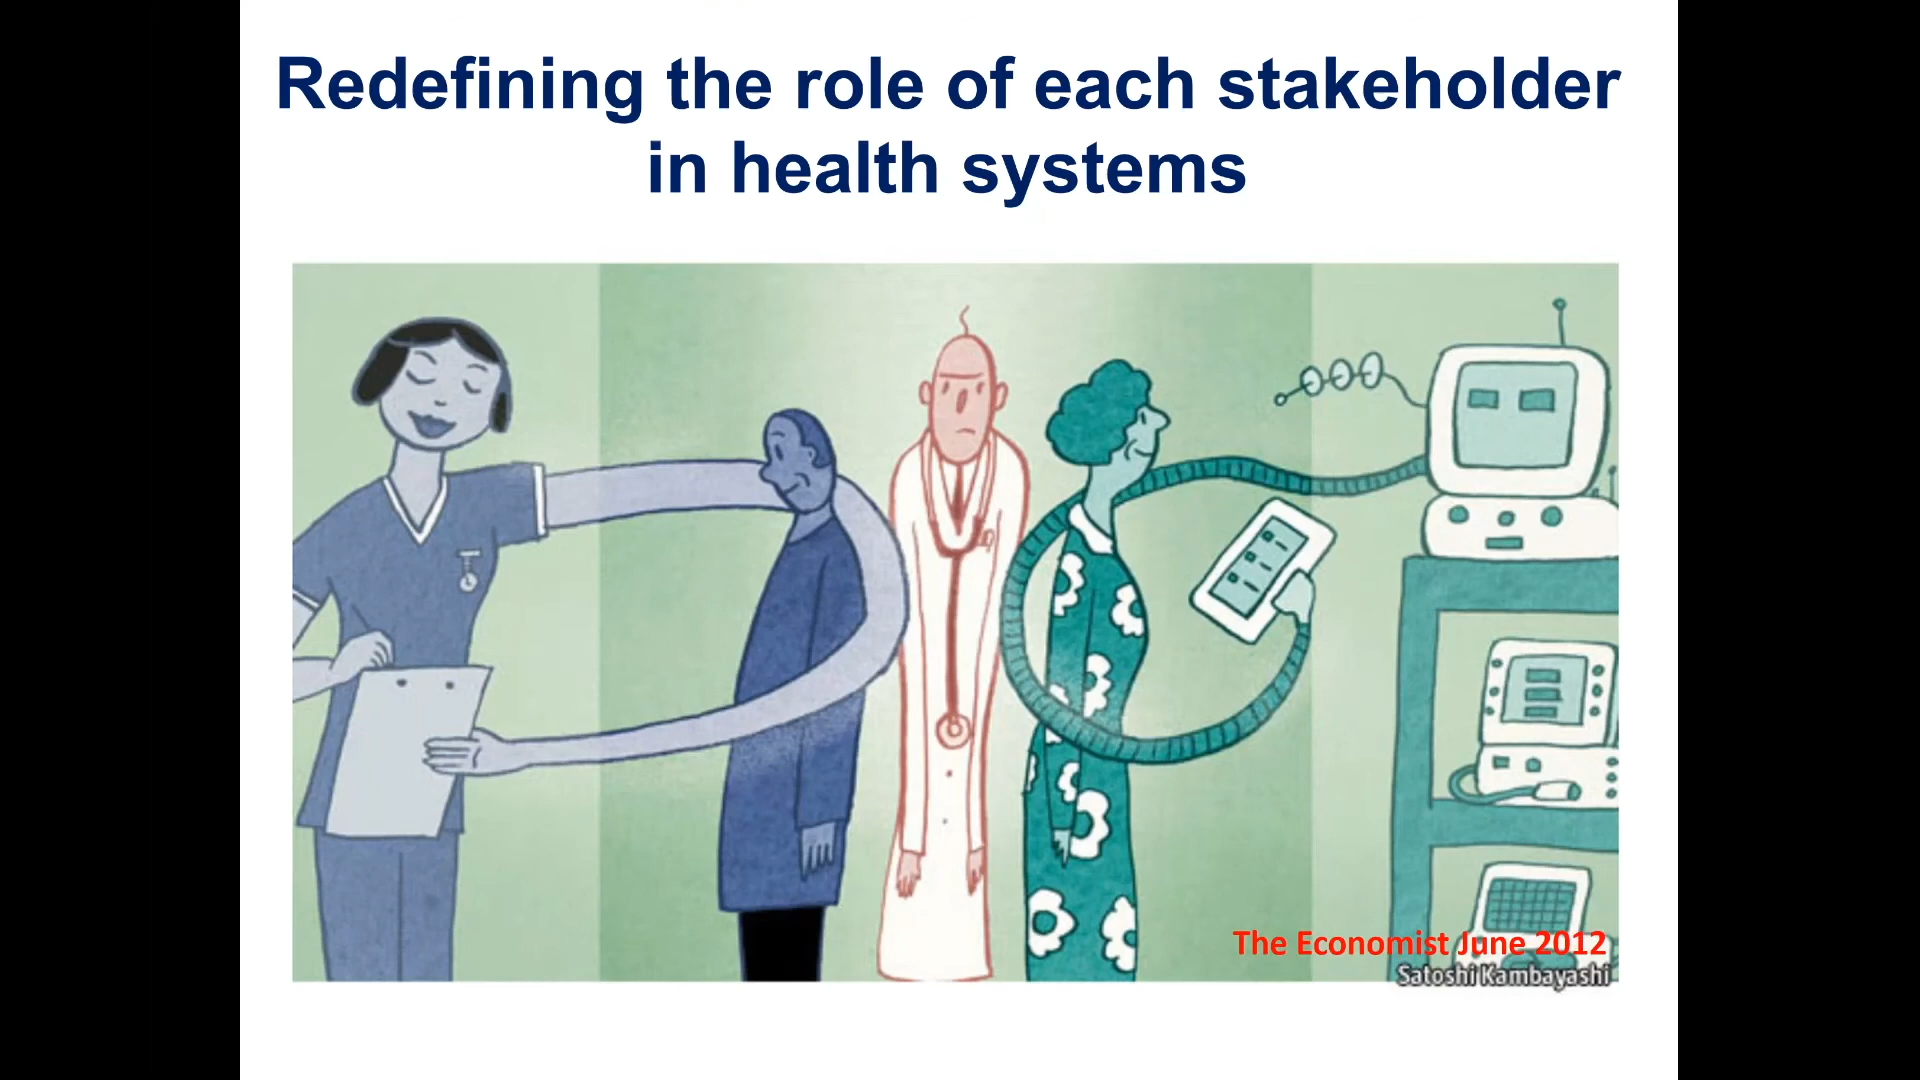 Redefining the role of each stakeholder
in health systems
The Economist June 2012
Satoshi Kambayashi